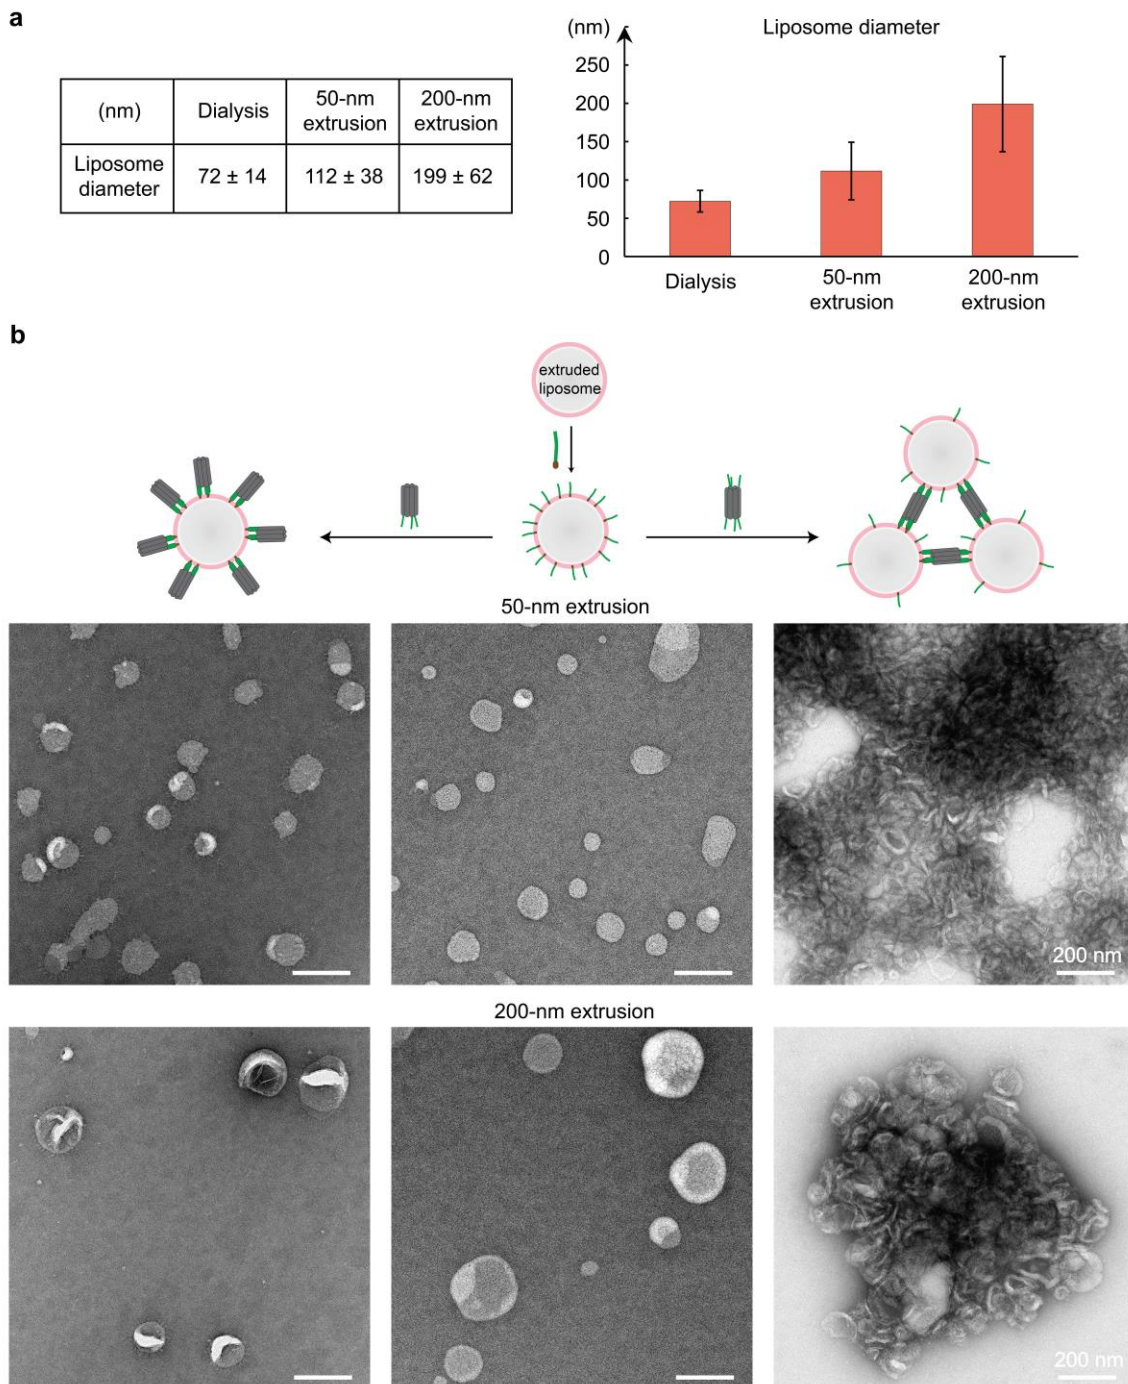 a
(nm)
Dialysis
50-nm
extrusion
200-nm
extrusion
Liposome
diameter
72 ± 14
112 ± 38
199 ± 62
(nm)
Liposome diameter
250
200
150
100
50
0
Dialysis
50-nm
extrusion
200-nm
extrusion
b
extruded
liposome
50-nm extrusion
200 nm
200-nm extrusion
200 nm